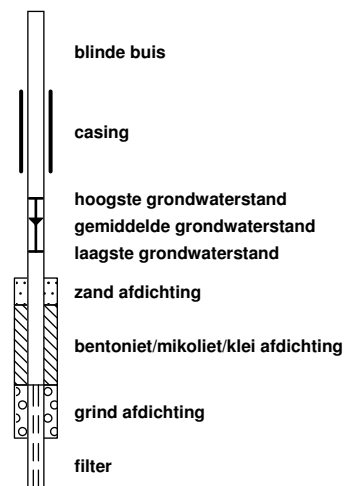 blinde buis
casing
hoogste grondwaterstand
gemiddelde grondwaterstand
laagste grondwaterstand
zand afdichting
bentoniet/mikoliet/klei afdichting
grind afdichting
filter